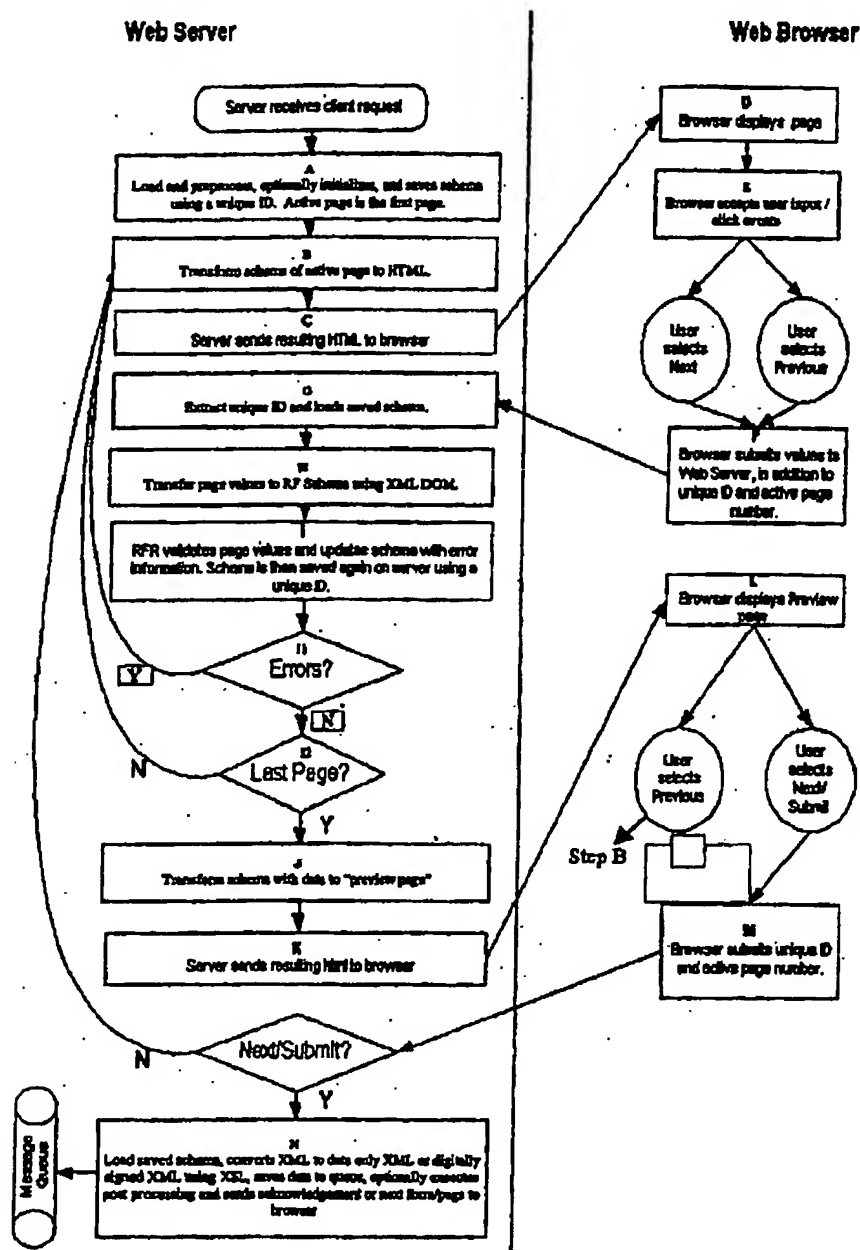 Web Server
Web Browser
Server receives client request
A
Load and preprocess, optionally initializes, and saves schema
using a unique ID. Active page is the first page.
B
Transform schema of active page to HTML.
C
Server sends resulting HTML to browser
G
Extract unique ID and loads saved schema.
H
Transfer page values to RF Schema using XML DOM.
I
RFR validates page values and updates schema with error
information. Schema is then saved again on server using a
unique ID.
I1
Errors?
Y
N
I2
Last Page?
N
Y
J
Transform schema with data to "preview page"
K
Server sends resulting html to browser
Next/Submit?
N
Y
N
Load saved schema, converts XML to data only XML or digitally
signed XML using XSL, saves data to queue, optionally executes
post processing and sends acknowledgement or next form/page to
browser
Message
Queue
D
Browser displays page
E
Browser accepts user input /
click events
User
selects
Next
User
selects
Previous
F
Browser submits values to
Web Server, in addition to
unique ID and active page
number.
L
Browser displays Preview
page
User
selects
Previous
User
selects
Next/
Submit
Step B
M
Browser submits unique ID
and active page number.